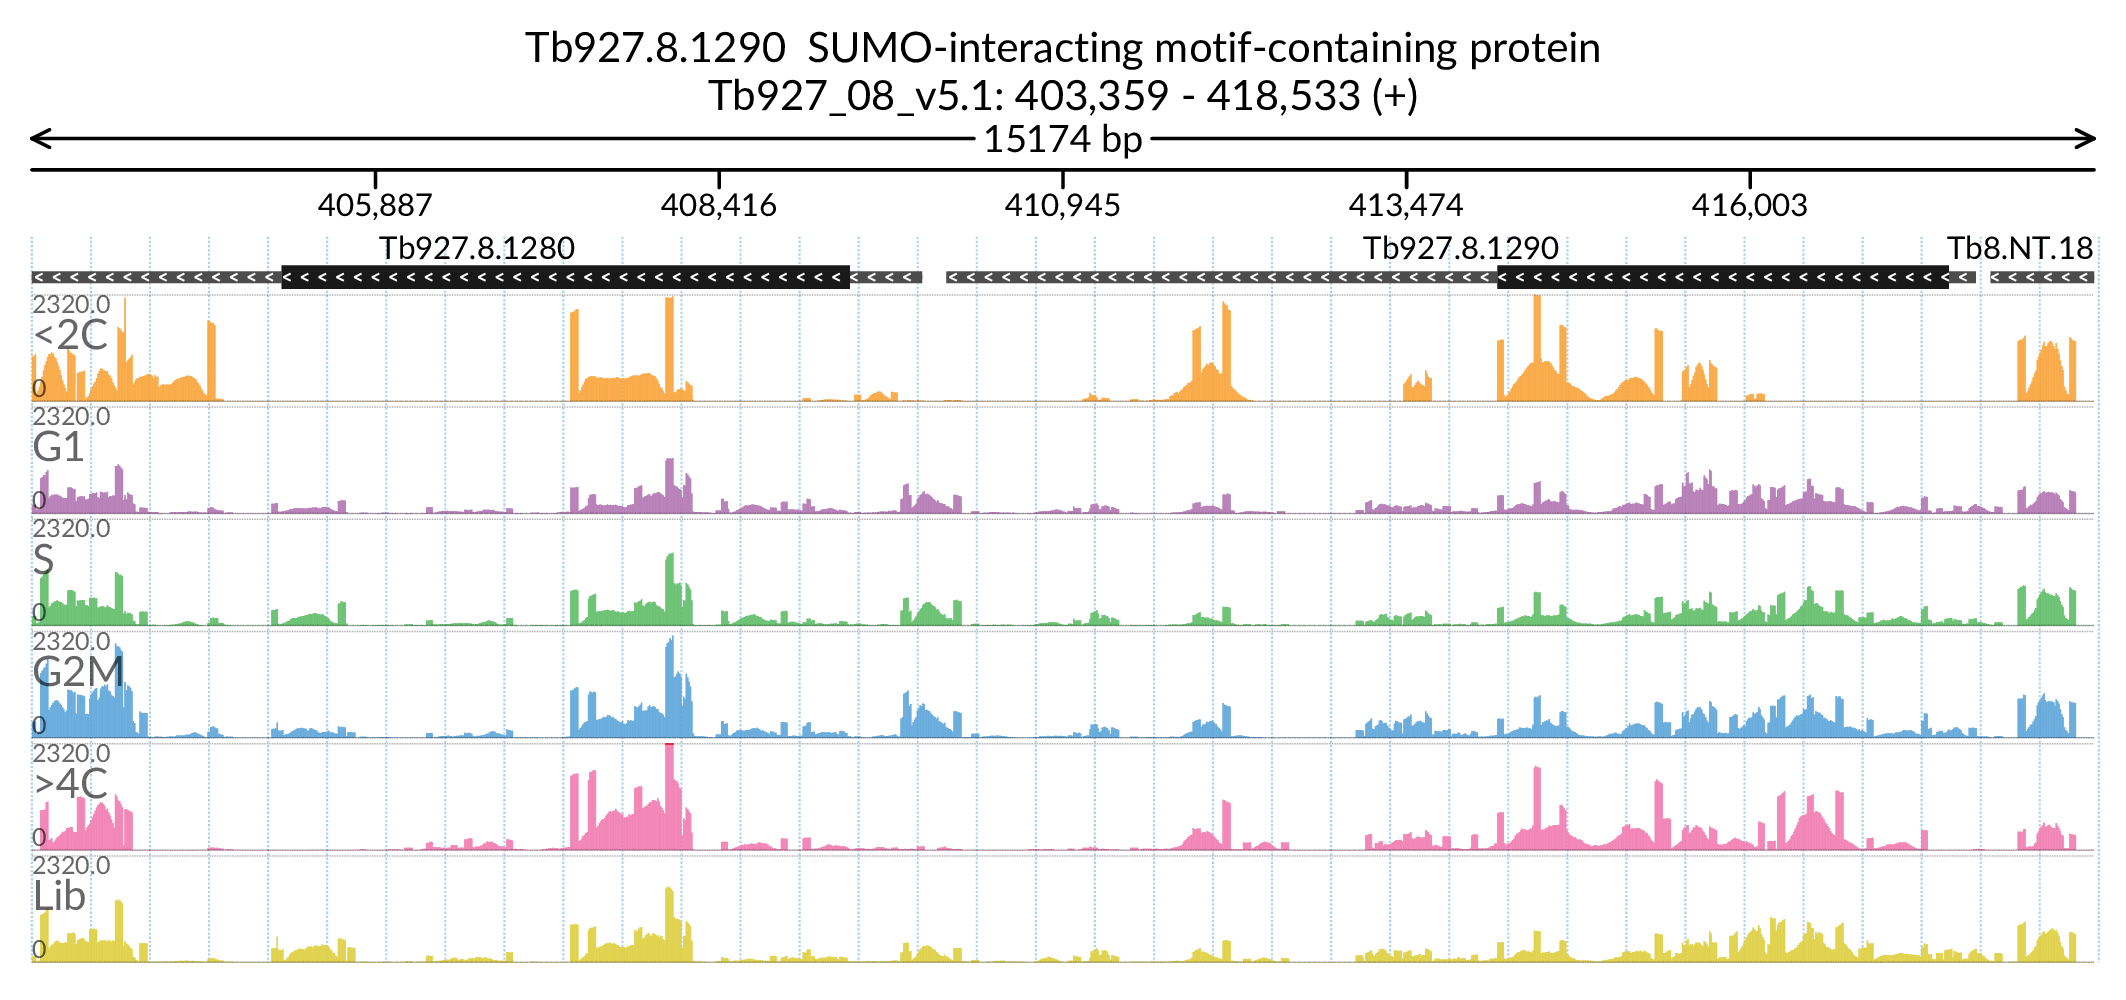 Tb927.8.1290  SUMO-interacting motif-containing protein
Tb927_08_v5.1: 403,359 - 418,533 (+)
15174 bp
405,887 408,416 410,945 413,474 416,003
Tb927.8.1280 Tb927.8.1290 Tb8.NT.18
2320.0
<2C
0
2320.0
G1
0
2320.0
S
0
2320.0
G2M
0
2320.0
>4C
0
2320.0
Lib
0